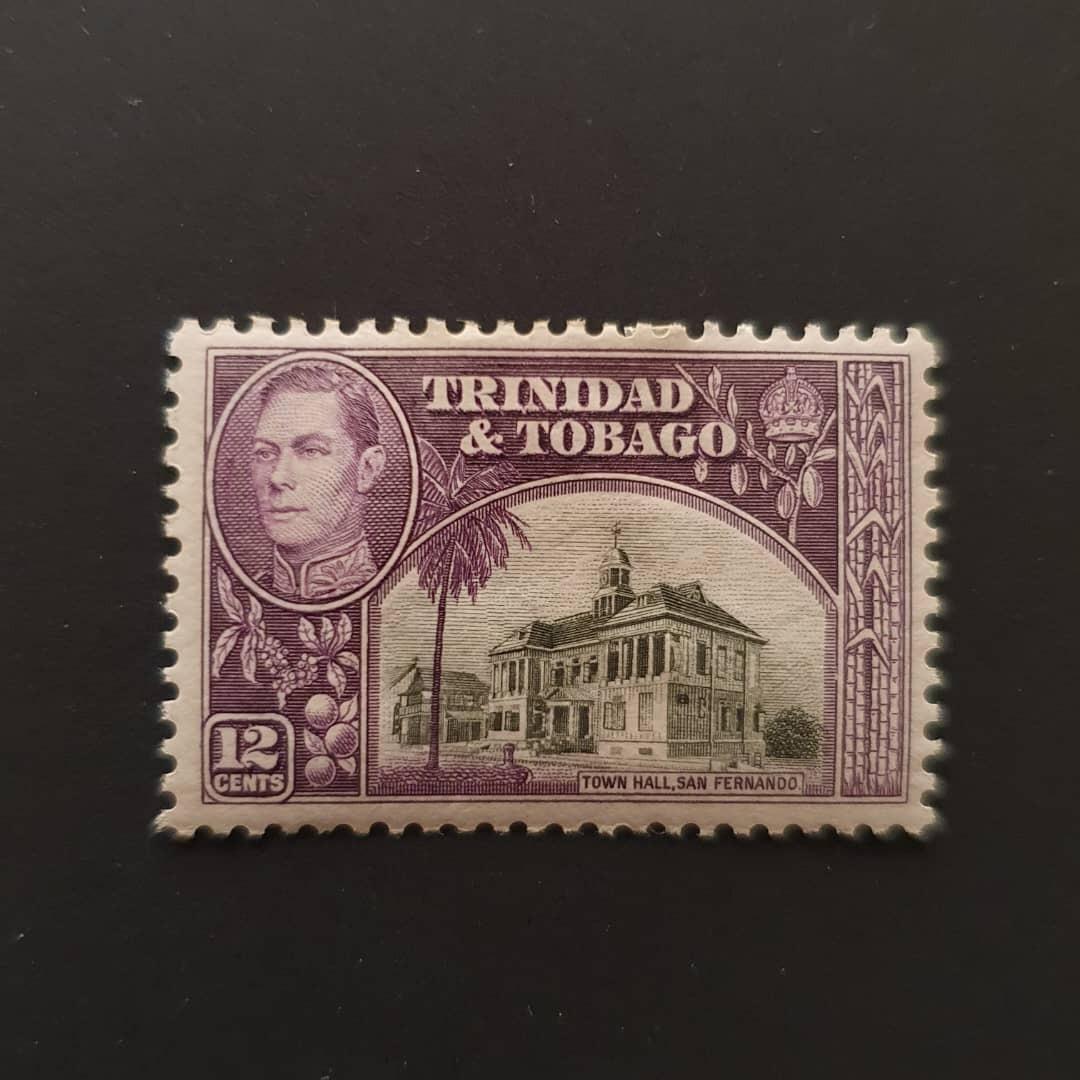 TRINIDAD
& TOBAGO
12
CENTS
TOWN HALL, SAN FERNANDO.